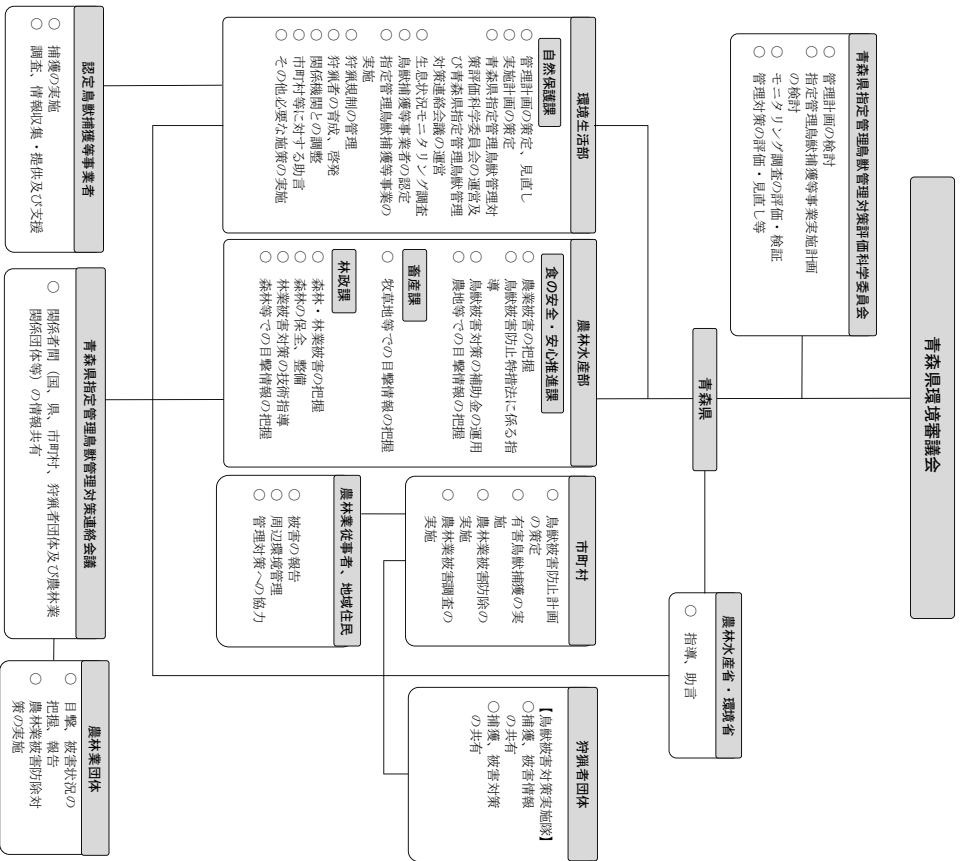 青森県環境審議会
青森県指定管理鳥獣管理対策評価科学委員会
○ 管理計画の検討
○ 指定管理鳥獣捕獲等事業実施計画
の検討
○ モニタリング調査の評価・検証
○ 管理対策の評価・見直し等
青森県
農林水産省・環境省
○ 指導、助言
環境生活部
自然保護課
○ 管理計画の策定、見直し
○ 実施計画の策定
○ 青森県指定管理鳥獣管理対
策評価科学委員会の運営及
び青森県指定管理鳥獣管理
対策連絡会議の運営
○ 生息状況モニタリング調査
○ 鳥獣捕獲等事業者の認定
○ 指定管理鳥獣捕獲等事業の
実施
○ 狩猟規制の管理
○ 狩猟者の育成、啓発
○ 関係機関との調整
○ 市町村等に対する助言
○ その他必要な施策の実施
農林水産部
食の安全・安心推進課
○ 農業被害の把握
○ 鳥獣被害防止特措法に係る指
導
○ 鳥獣被害対策の補助金の運用
○ 農地等での目撃情報の把握
畜産課
○ 牧草地等での目撃情報の把握
林政課
○ 森林・林業被害の把握
○ 森林の保全、整備
○ 林業被害対策の技術指導
○ 森林等での目撃情報の把握
市町村
○ 鳥獣被害防止計画
の策定
○ 有害鳥獣捕獲の実
施
○ 農林業被害防除の
実施
○ 農林業被害調査の
実施
狩猟者団体
【鳥獣被害対策実施隊】
○捕獲、被害情報
の共有
○捕獲、被害対策
の共有
農林業従事者、地域住民
○ 被害の報告
○ 周辺環境管理
○ 管理対策への協力
認定鳥獣捕獲等事業者
○ 捕獲の実施
○ 調査、情報収集・提供及び支援
青森県指定管理鳥獣管理対策連絡会議
○ 関係者間（国、県、市町村、狩猟者団体及び農林業
関係団体等）の情報共有
農林業団体
○ 目撃、被害状況の
把握、報告
○ 農林業被害防除対
策の実施